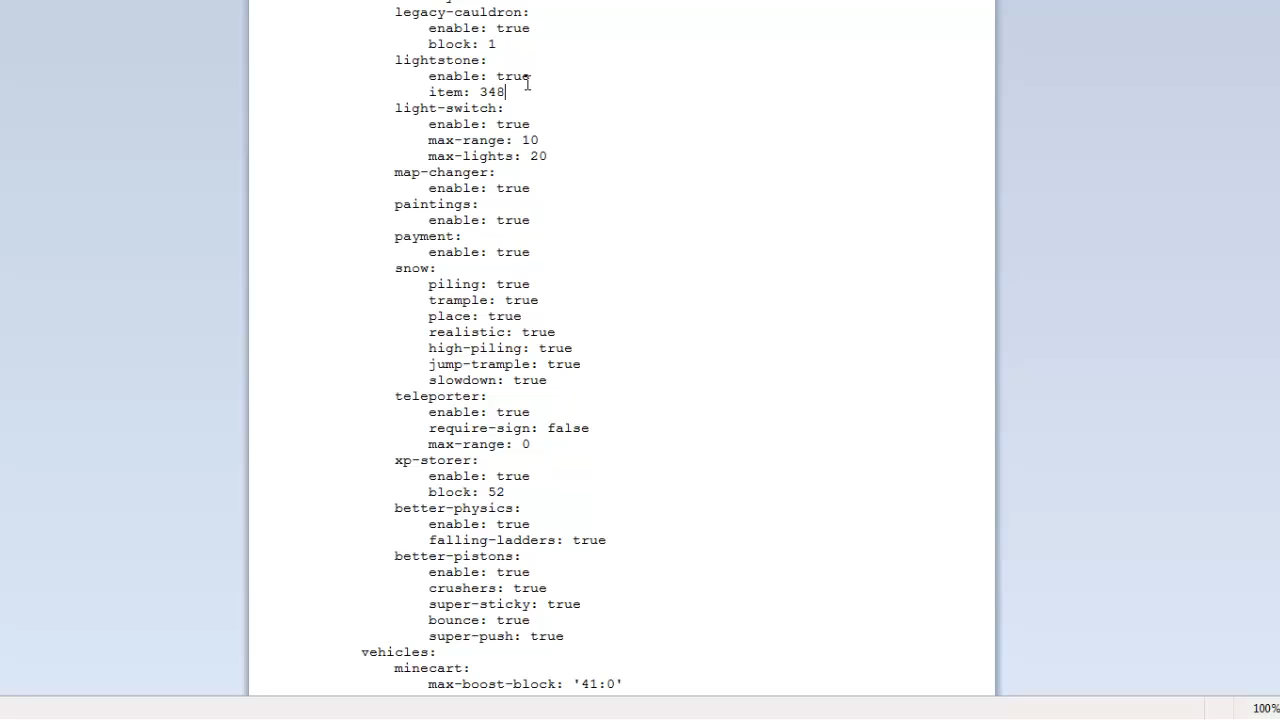 legacy-cauldron:
enable: true
block: 1
lightstone:
enable: true
item: 348
light-switch:
enable: true
max-range: 10
max-lights: 20
map-changer:
enable: true
paintings:
enable: true
payment:
enable: true
snow:
piling: true
trample: true
place: true
realistic: true
high-piling: true
jump-trample: true
slowdown: true
teleporter:
enable: true
require-sign: false
max-range: 0
xp-storer:
enable: true
block: 52
better-physics:
enable: true
falling-ladders: true
better-pistons:
enable: true
crushers: true
super-sticky: true
bounce: true
super-push: true
vehicles:
minecart:
max-boost-block: '41:0'
100%